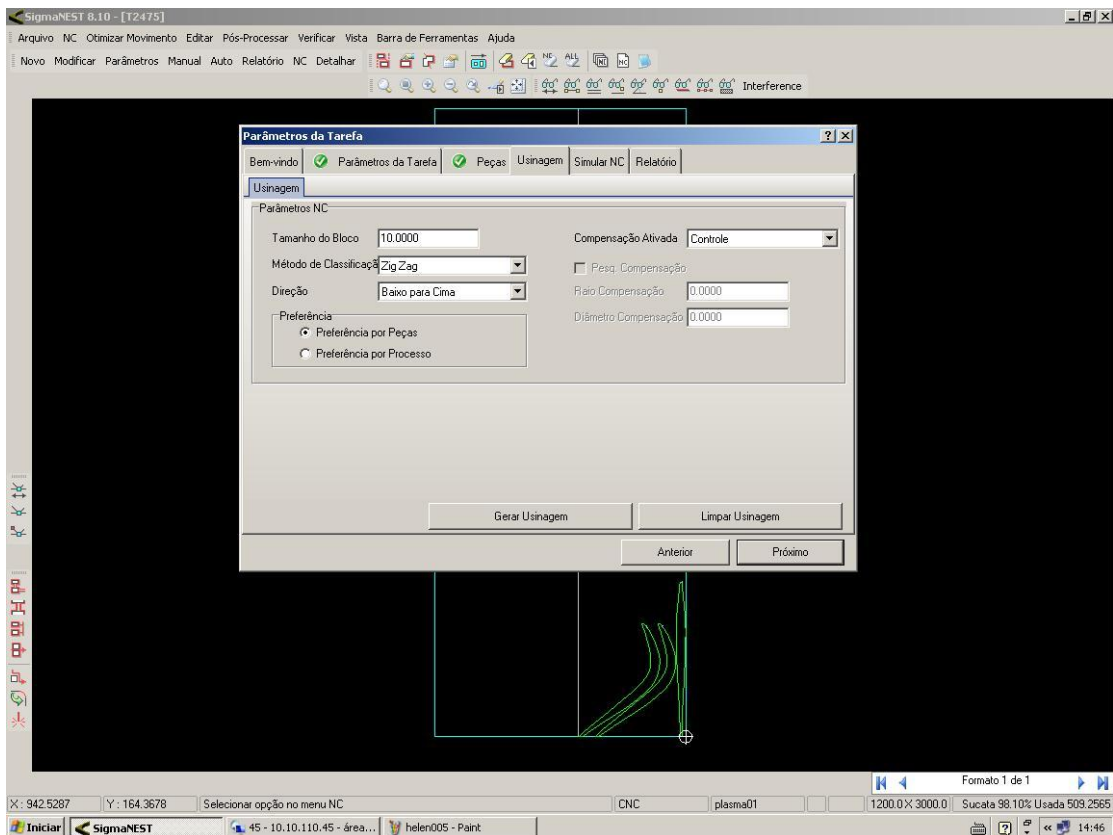 SigmaNEST 8.10 - [T2475]
Arquivo NC Otimizar Movimento Editar Pós-Processar Verificar Vista Barra de Ferramentas Ajuda
Novo Modificar Parâmetros Manual Auto Relatório NC Detalhar
Interference
Parâmetros da Tarefa
Bem-vindo Parâmetros da Tarefa Peças Usinagem Simular NC Relatório
Usinagem
Parâmetros NC
Tamanho do Bloco 10.0000 Compensação Ativada Controle
Método de Classificaçã Zig Zag Pesq. Compensação
Direção Baixo para Cima Raio Compensação 0.0000
Preferência Diâmetro Compensação 0.0000
Preferência por Peças
Preferência por Processo
Gerar Usinagem Limpar Usinagem
Anterior Próximo
Formato 1 de 1
X: 942.5287 Y: 164.3678 Selecionar opção no menu NC CNC plasma01 1200.0 X 3000.0 Sucata 98.10% Usada 509.2565
Iniciar SigmaNEST 45 - 10.10.110.45 - área... helen005 - Paint 14:46